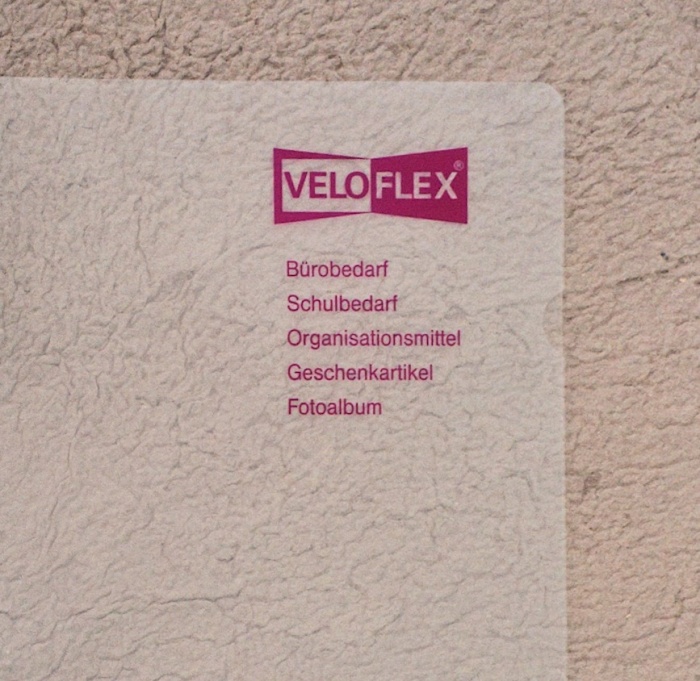 VELOFLEX®
Bürobedarf
Schulbedarf
Organisationsmittel
Geschenkartikel
Fotoalbum